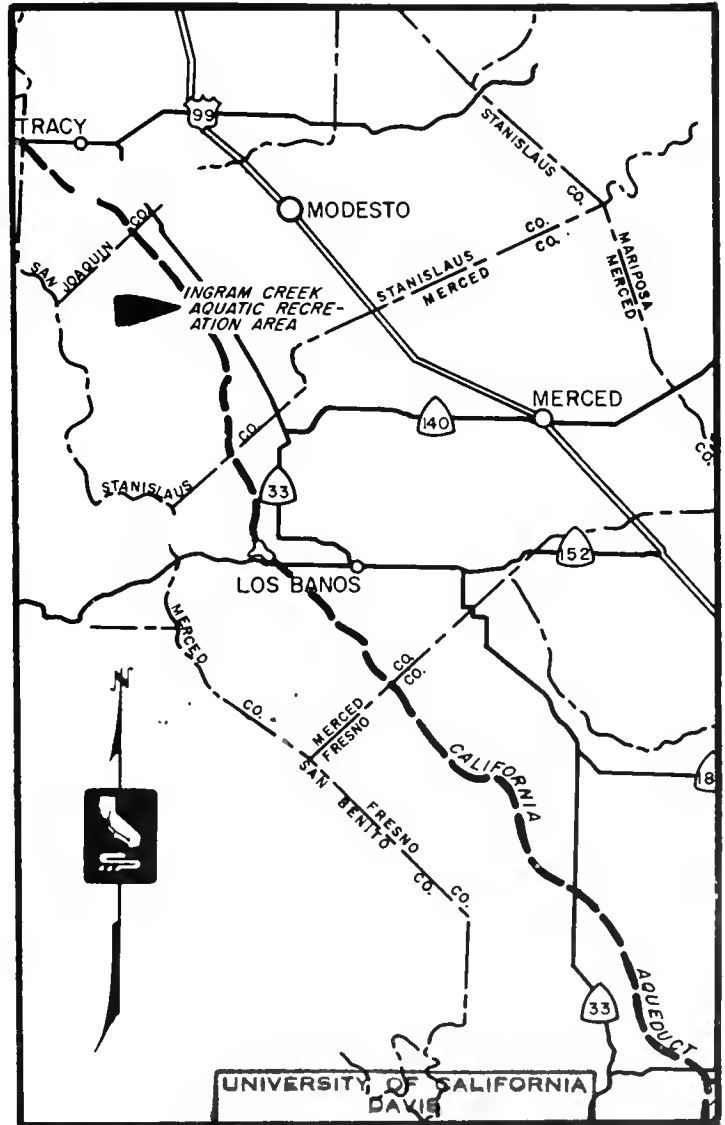 99
TRACY
STANISLAUS
CO.
MODESTO
SAN
JOAQUIN
CO.
STANISLAUS
CO.
MERCED
CO.
MARIPOSA
MERCED
CO.
INGRAM CREEK
AQUATIC RECRE-
ATION AREA
MERCED
140
STANISLAUS
CO.
33
152
LOS BANOS
MERCED
CO.
MERCED
CO.
FRESNO
CO.
SAN
BENITO
CO.
FRESNO
CO.
N
CALIFORNIA
18
AQUEDUCT
33
UNIVERSITY OF CALIFORNIA
DAVIS